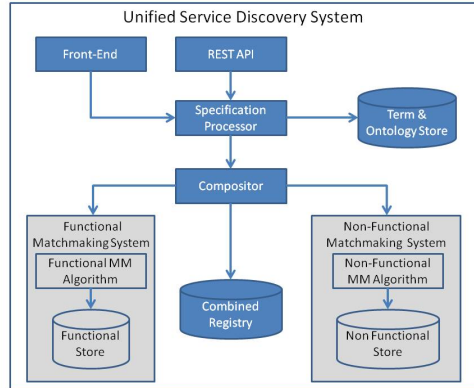 Unified Service Discovery System
Front-End
REST API
Specification
Processor
Term &
Ontology Store
Compositor
Functional
Matchmaking System
Functional MM
Algorithm
Functional
Store
Combined
Registry
Non-Functional
Matchmaking System
Non-Functional
MM Algorithm
Non Functional
Store